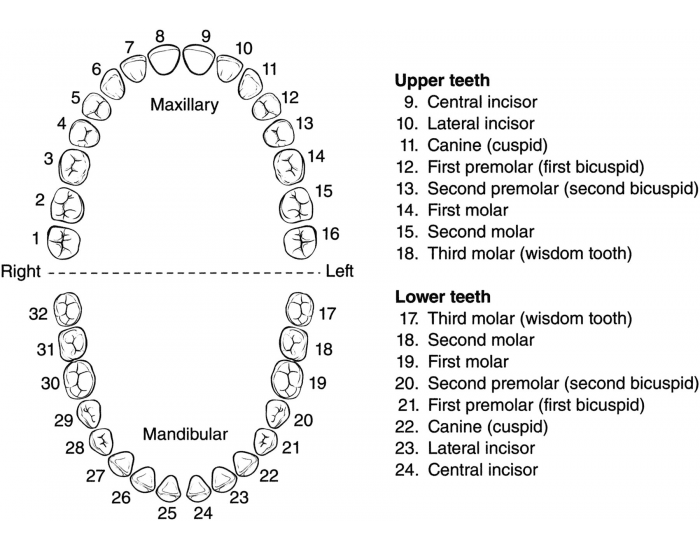 8 9
7 10
6 11
5 12
Maxillary
4 13
3 14
2 15
1 16
Right Left
32 17
31 18
30 19
29 20
Mandibular
28 21
27 22
26 23
25 24
Upper teeth
9. Central incisor
10. Lateral incisor
11. Canine (cuspid)
12. First premolar (first bicuspid)
13. Second premolar (second bicuspid)
14. First molar
15. Second molar
18. Third molar (wisdom tooth)
Lower teeth
17. Third molar (wisdom tooth)
18. Second molar
19. First molar
20. Second premolar (second bicuspid)
21. First premolar (first bicuspid)
22. Canine (cuspid)
23. Lateral incisor
24. Central incisor